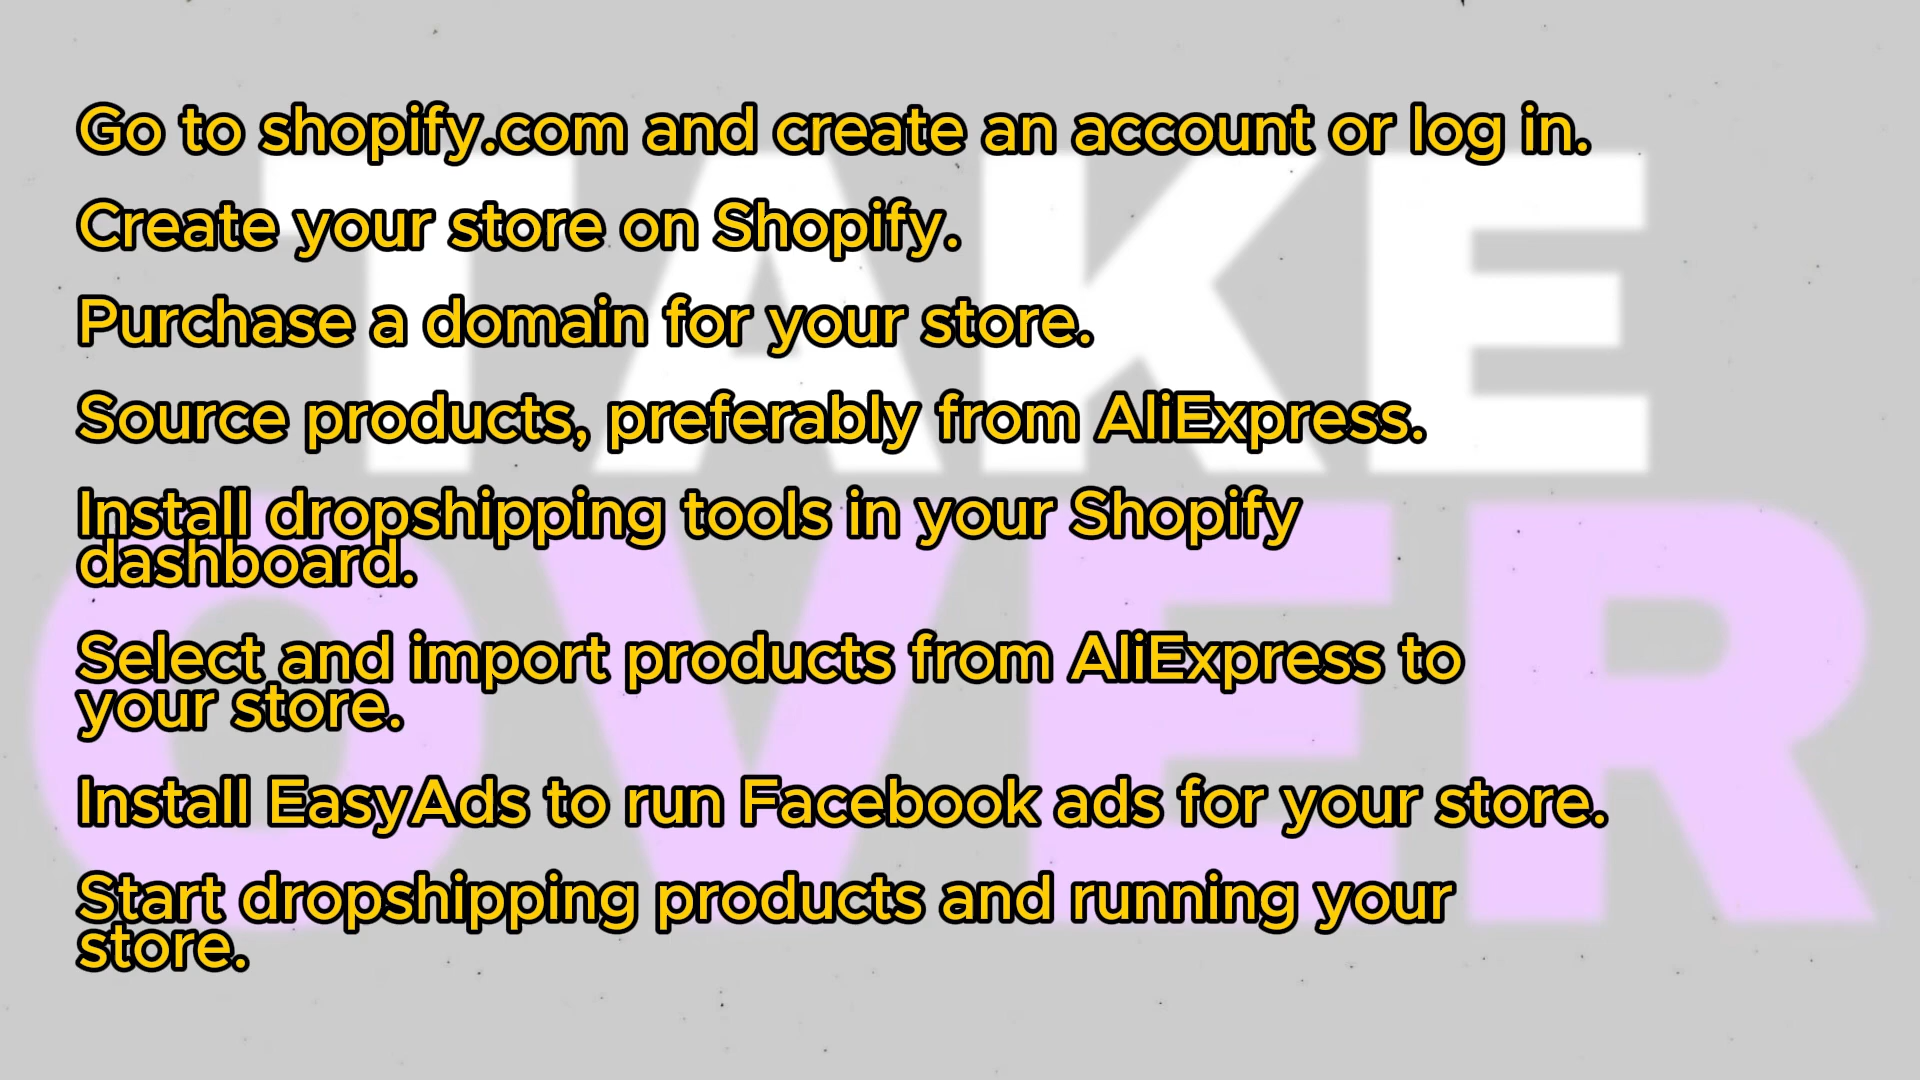 Go to shopify.com and create an account or log in.
Create your store on Shopify.
Purchase a domain for your store.
Source products, preferably from AliExpress.
Install dropshipping tools in your Shopify
dashboard.
Select and import products from AliExpress to
your store.
Install EasyAds to run Facebook ads for your store.
Start dropshipping products and running your
store.
TAKE
OVER